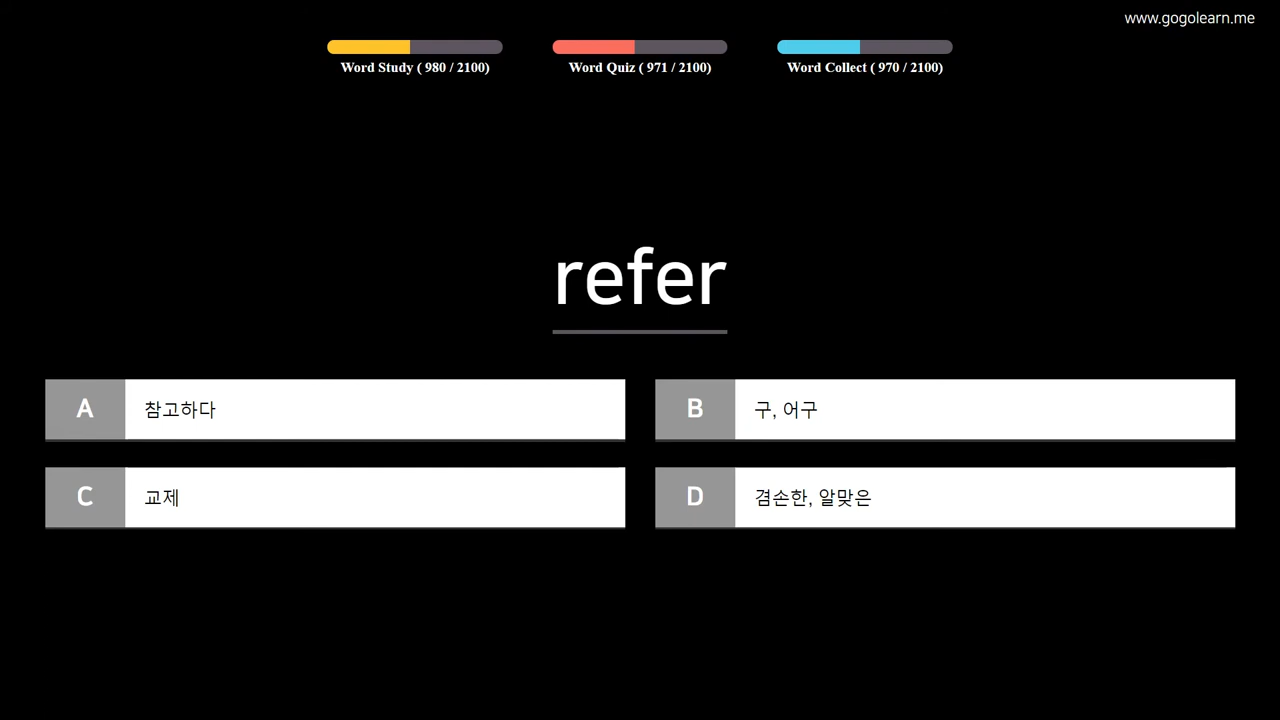 www.gogolearn.me
Word Study ( 980 / 2100)
Word Quiz ( 971 / 2100)
Word Collect ( 970 / 2100)
refer
A 참고하다
B 구, 어구
C 교제
D 겸손한, 알맞은